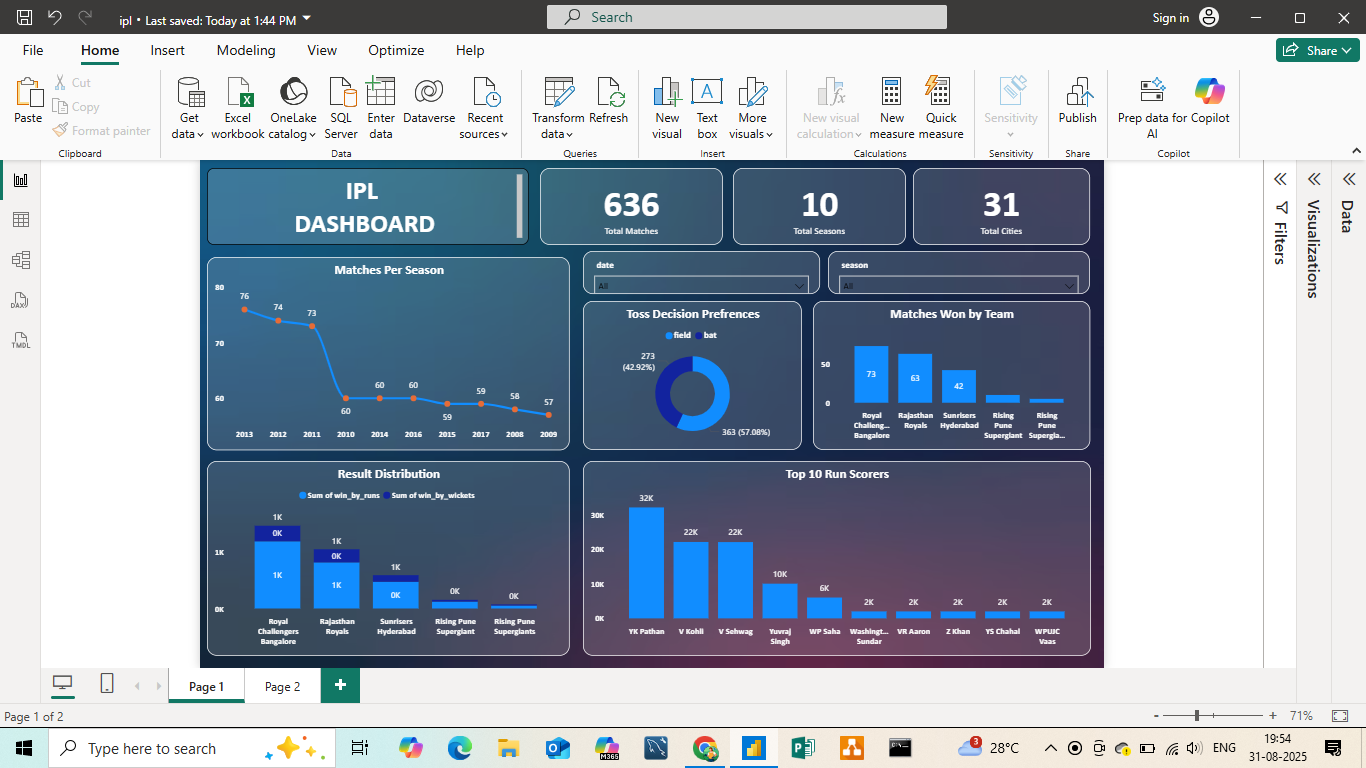 ipl • Last saved: Today at 1:44 PM
Search
Sign in
File
Home
Insert
Modeling
View
Optimize
Help
Share
Paste
Cut
Copy
Format painter
Clipboard
Get data
Excel workbook
OneLake catalog
SQL Server
Enter data
Dataverse
Recent sources
Data
Transform data
Refresh
Queries
New visual
Text box
More visuals
Insert
New visual calculation
New measure
Quick measure
Calculations
Sensitivity
Sensitivity
Publish
Share
Prep data for AI
Copilot
Copilot
DAX
TMDL
IPL
DASHBOARD
636
Total Matches
10
Total Seasons
31
Total Cities
date
All
season
All
Matches Per Season
80
70
60
76
74
73
60
60
60
59
59
58
57
2013 2012 2011 2010 2014 2016 2015 2017 2008 2009
Toss Decision Prefrences
field bat
273
(42.92%)
363 (57.08%)
Matches Won by Team
50
0
73
63
42
Royal
Challeng...
Bangalore
Rajasthan
Royals
Sunrisers
Hyderabad
Rising
Pune
Supergiant
Rising
Pune
Supergia...
Result Distribution
Sum of win_by_runs Sum of win_by_wickets
1K
0K
1K
0K
1K
1K
0K
1K
1K
0K
0K
0K
Royal
Challengers
Bangalore
Rajasthan
Royals
Sunrisers
Hyderabad
Rising Pune
Supergiant
Rising Pune
Supergiants
Top 10 Run Scorers
30K
20K
10K
0K
32K
22K
22K
10K
6K
2K
2K
2K
2K
2K
YK Pathan
V Kohli
V Sehwag
Yuvraj
Singh
WP Saha
Washingt...
Sundar
VR Aaron
Z Khan
YS Chahal
WPUJC
Vaas
Filters
Visualizations
Data
Page 1
Page 2
Page 1 of 2
71%
Type here to search
M365
3
28°C
ENG
19:54
31-08-2025